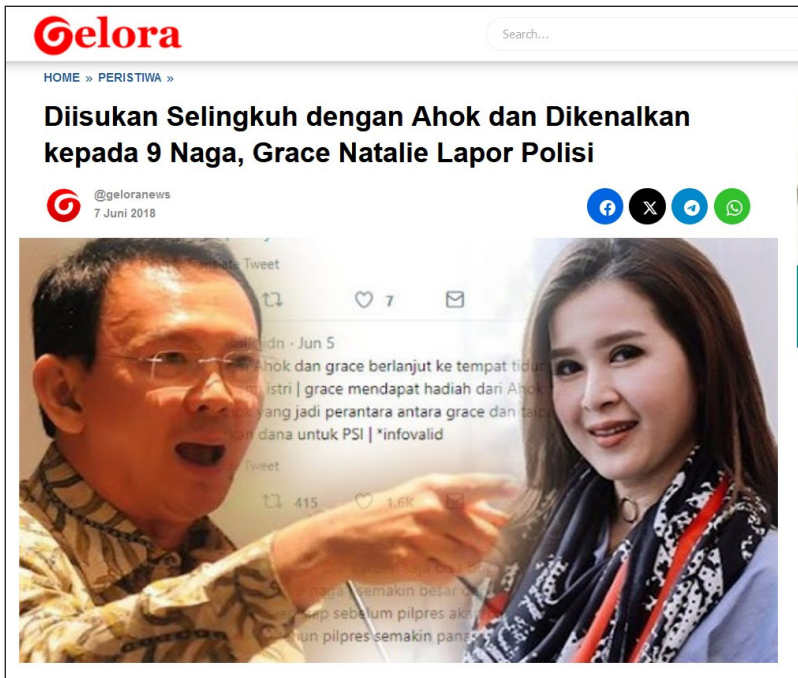 Gelora
Search...
HOME » PERISTIWA »
Diisukan Selingkuh dengan Ahok dan Dikenalkan
kepada 9 Naga, Grace Natalie Lapor Polisi
@geloranews
7 Juni 2018
Tweet
7
· Jun 5
Ahok dan grace berlanjut ke tempat
istri | grace mendapat hadiah dari Ahok
yang jadi perantara antara grace dan
dana untuk PSI | *infovalid
Tweet
415 1.6K
naga semakin besar
sebelum pilpres
pilpres semakin